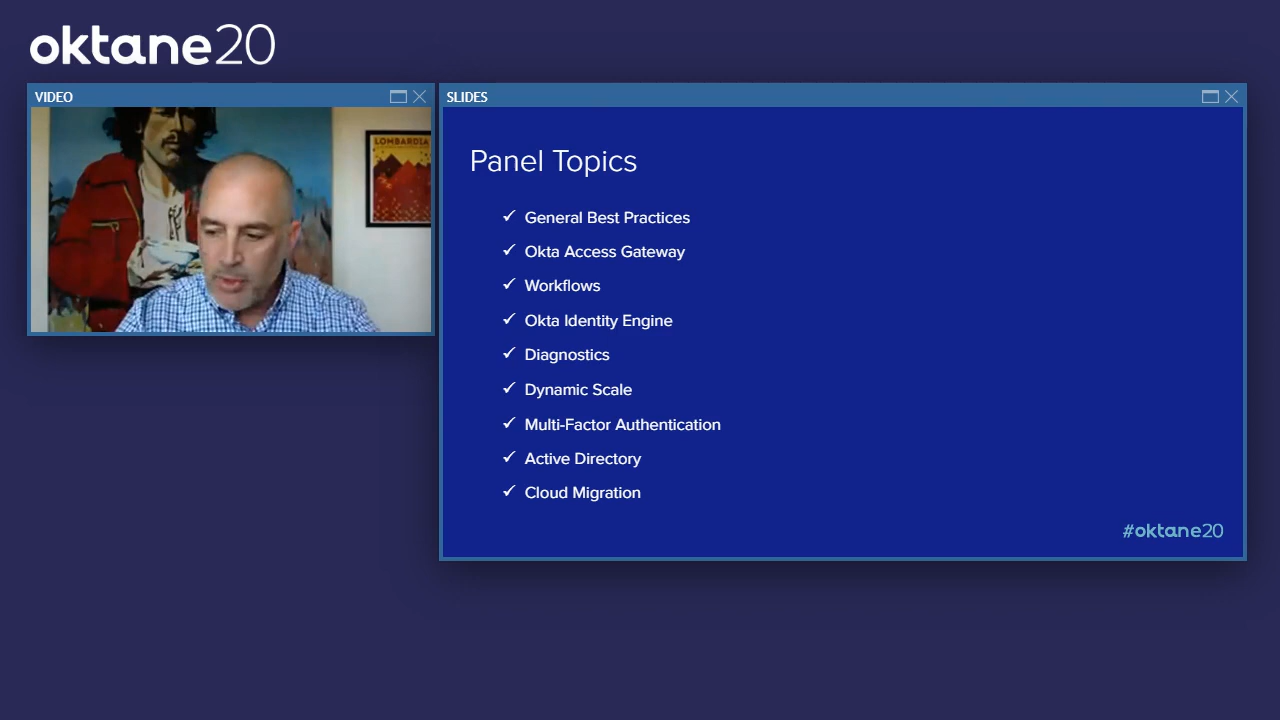 oktane20
VIDEO
SLIDES
LOMBARDIA
Panel Topics
✓ General Best Practices
✓ Okta Access Gateway
✓ Workflows
✓ Okta Identity Engine
✓ Diagnostics
✓ Dynamic Scale
✓ Multi-Factor Authentication
✓ Active Directory
✓ Cloud Migration
#oktane20